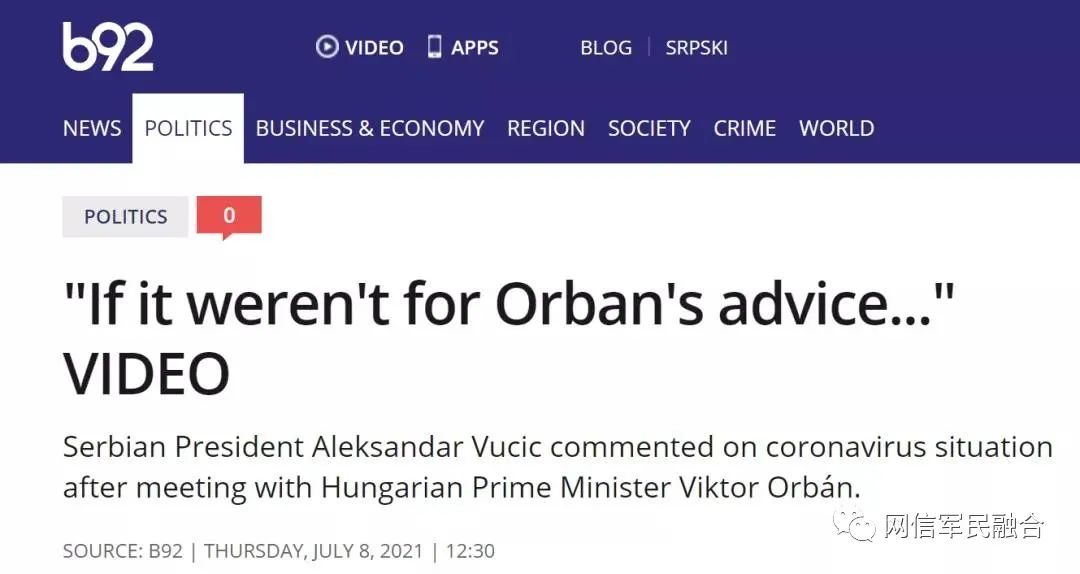 b92
VIDEO APPS BLOG SRPSKI
NEWS POLITICS BUSINESS & ECONOMY REGION SOCIETY CRIME WORLD
POLITICS 0
"If it weren't for Orban's advice..."
VIDEO
Serbian President Aleksandar Vucic commented on coronavirus situation
after meeting with Hungarian Prime Minister Viktor Orbán.
网信军民融合
SOURCE: B92 | THURSDAY, JULY 8, 2021 | 12:30